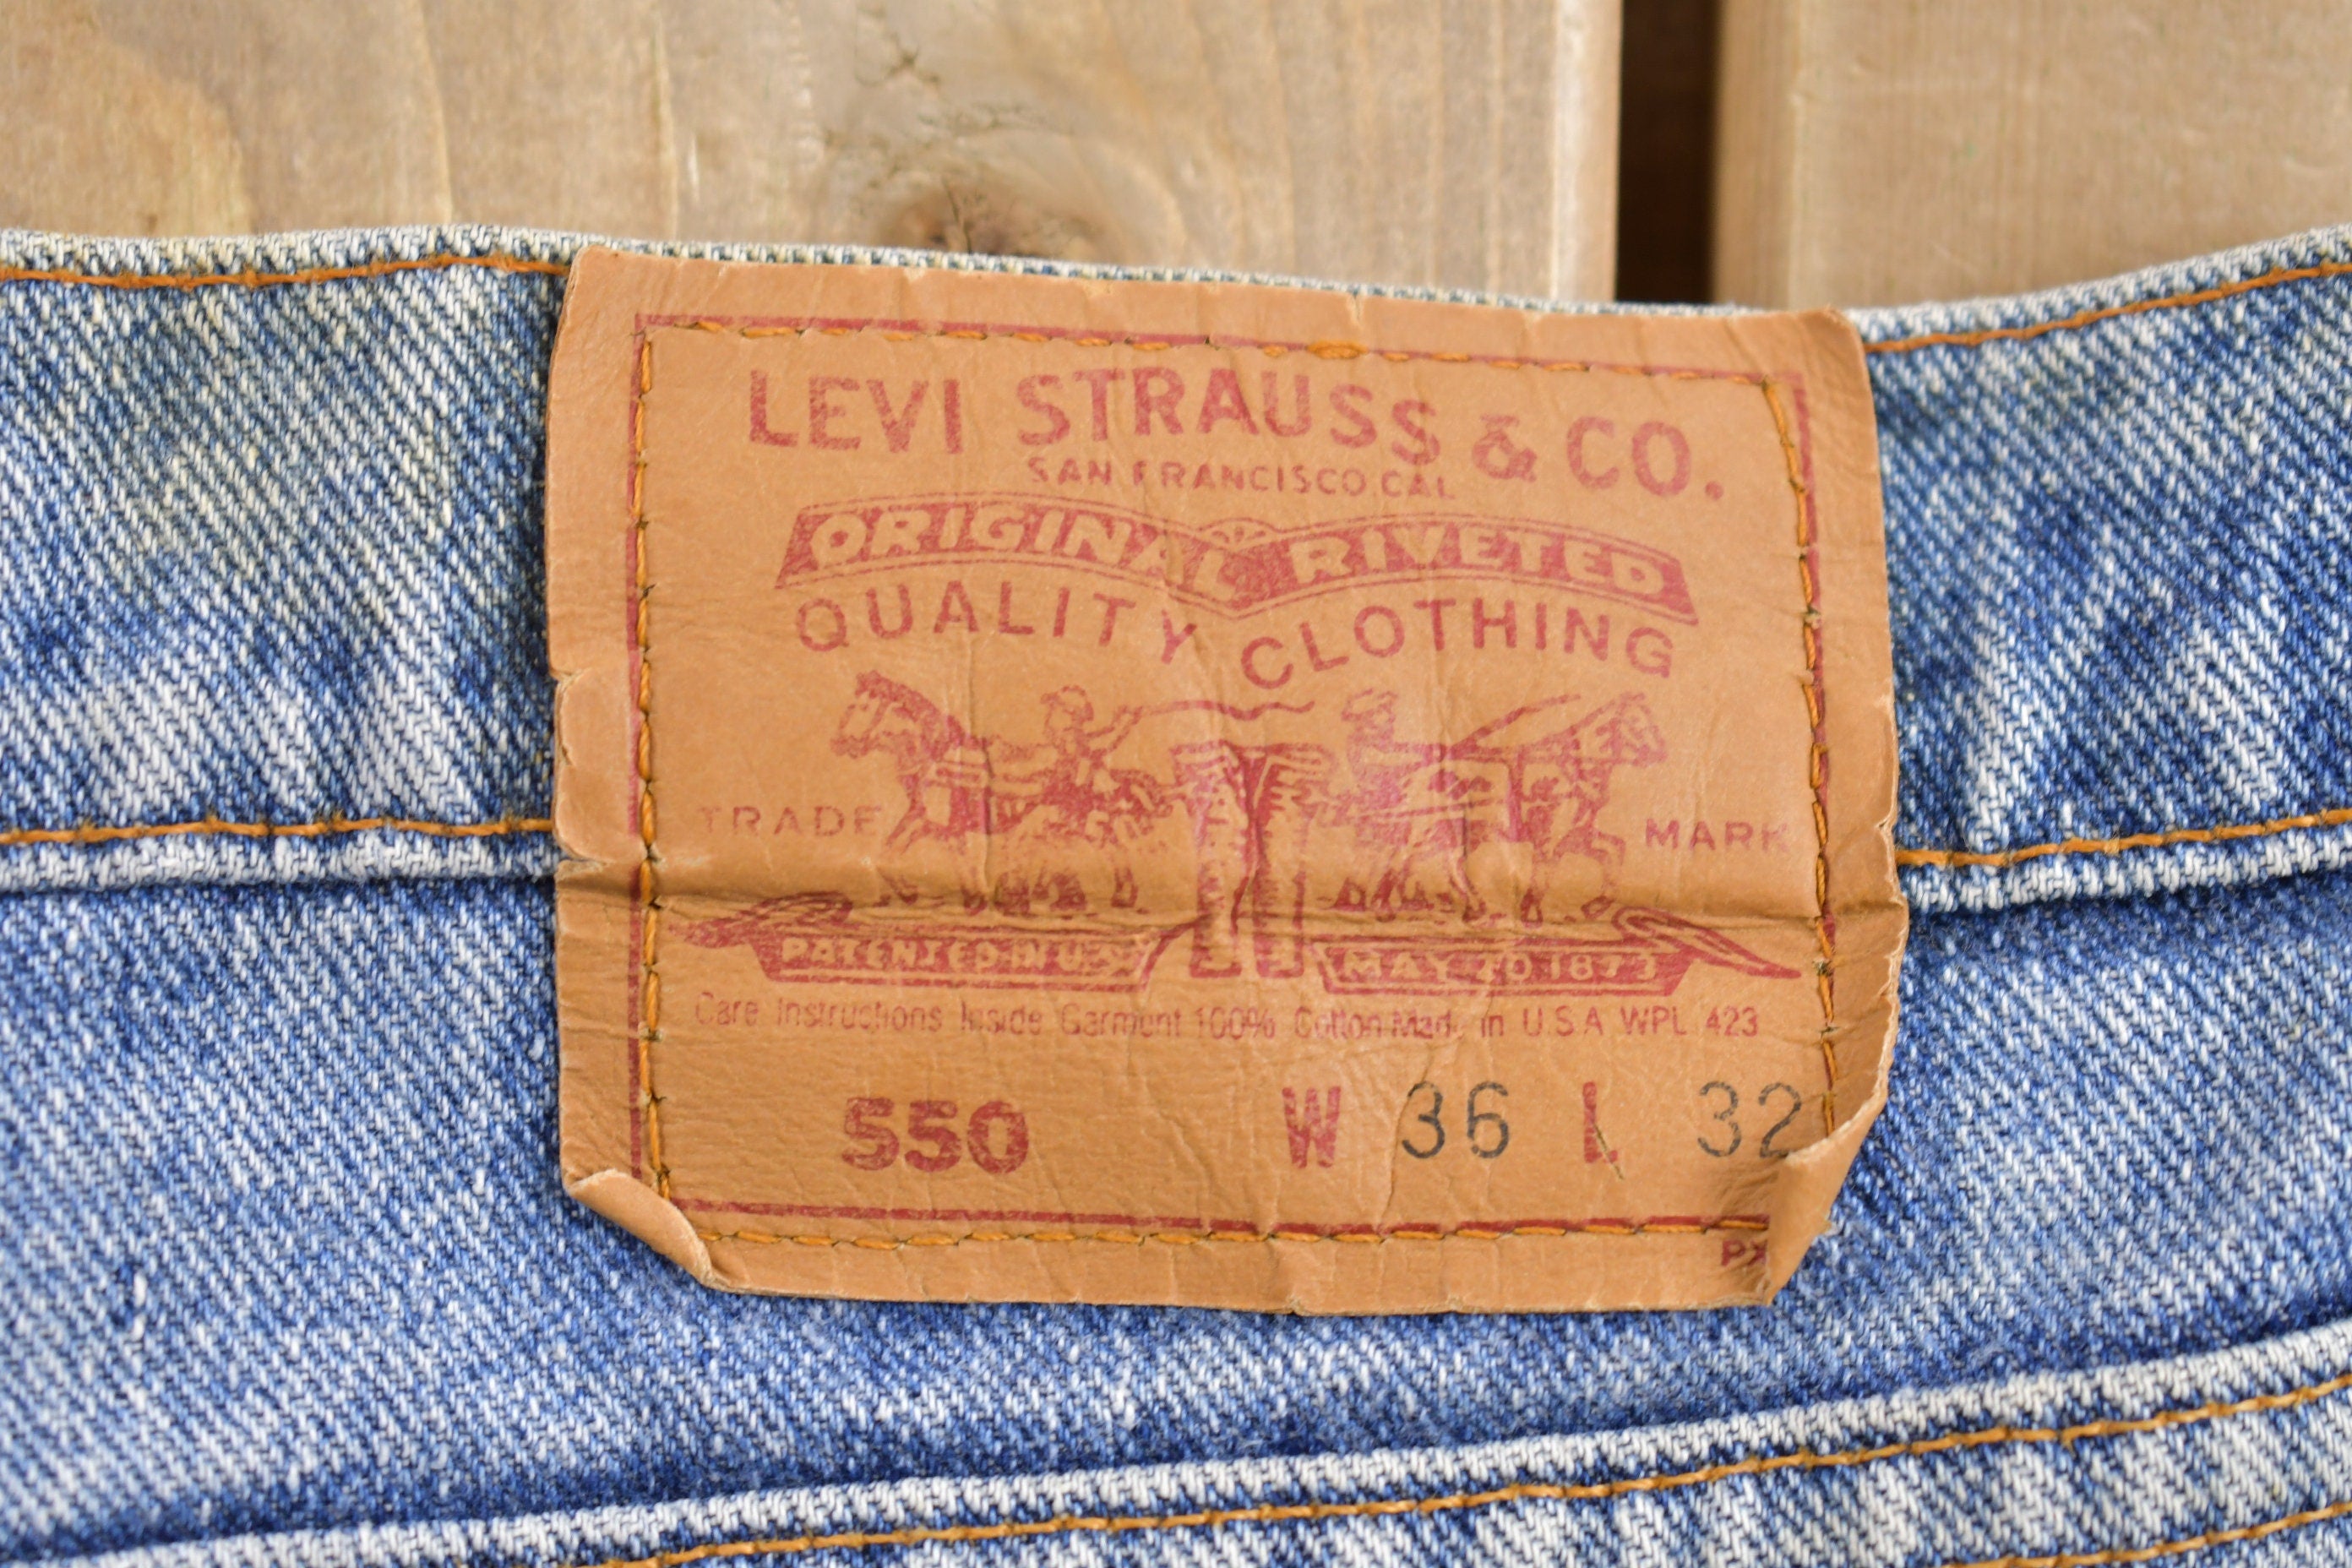 LEVI STRAUSS & CO.
SAN FRANCISCO, CAL
ORIGINAL RIVETED
QUALITY CLOTHING
TRADE MARK
PATENTED IN U.S. MAY 20 1873
Care Instructions Inside Garment 100% Cotton Made in U S A WPL 423
550 W 36 L 32